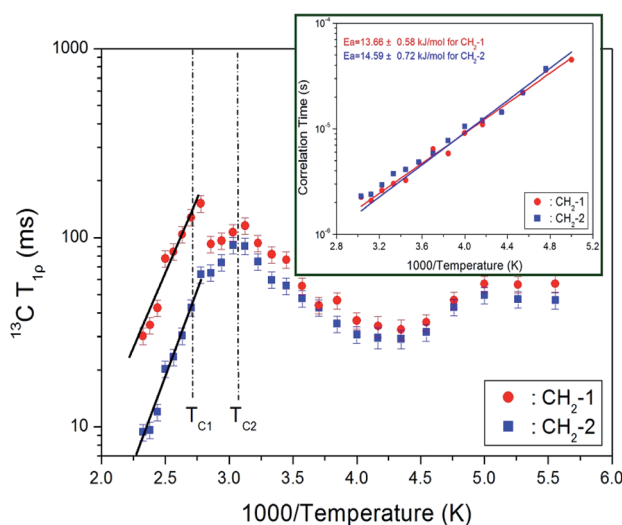 1000
100
10
¹³C T₁ρ (ms)
2.0 2.5 3.0 3.5 4.0 4.5 5.0 5.5 6.0
1000/Temperature (K)
T_C1 T_C2
: CH₂-1
: CH₂-2
10⁻⁴
10⁻⁵
10⁻⁶
Correlation Time (s)
Ea=13.66 ± 0.58 kJ/mol for CH₂-1
Ea=14.59 ± 0.72 kJ/mol for CH₂-2
: CH₂-1
: CH₂-2
2.8 3.2 3.6 4.0 4.4 4.8 5.2
1000/Temperature (K)